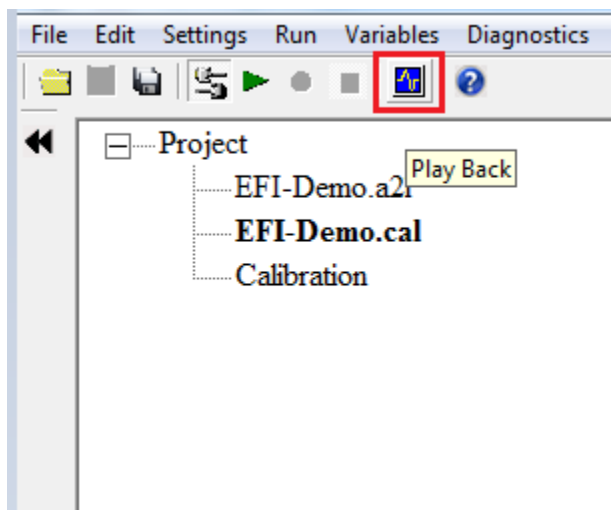 File Edit Settings Run Variables Diagnostics
Project
Play Back
EFI-Demo.a2l
EFI-Demo.cal
Calibration